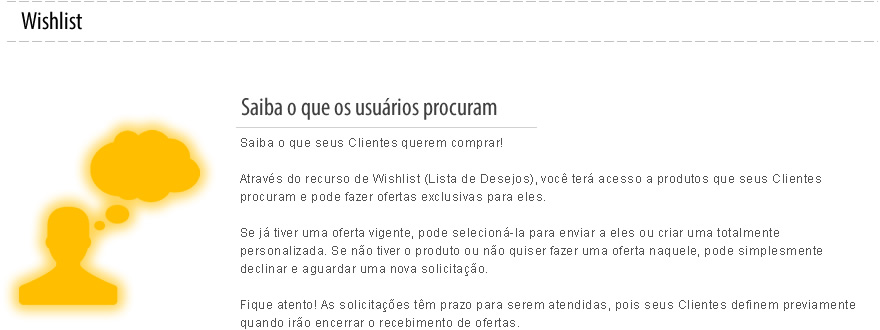 Wishlist
Saiba o que os usuários procuram
Saiba o que seus Clientes querem comprar!
Através do recurso de Wishlist (Lista de Desejos), você terá acesso a produtos que seus Clientes
procuram e pode fazer ofertas exclusivas para eles.
Se já tiver uma oferta vigente, pode selecioná-la para enviar a eles ou criar uma totalmente
personalizada. Se não tiver o produto ou não quiser fazer uma oferta naquele, pode simplesmente
declinar e aguardar uma nova solicitação.
Fique atento! As solicitações têm prazo para serem atendidas, pois seus Clientes definem previamente
quando irão encerrar o recebimento de ofertas.